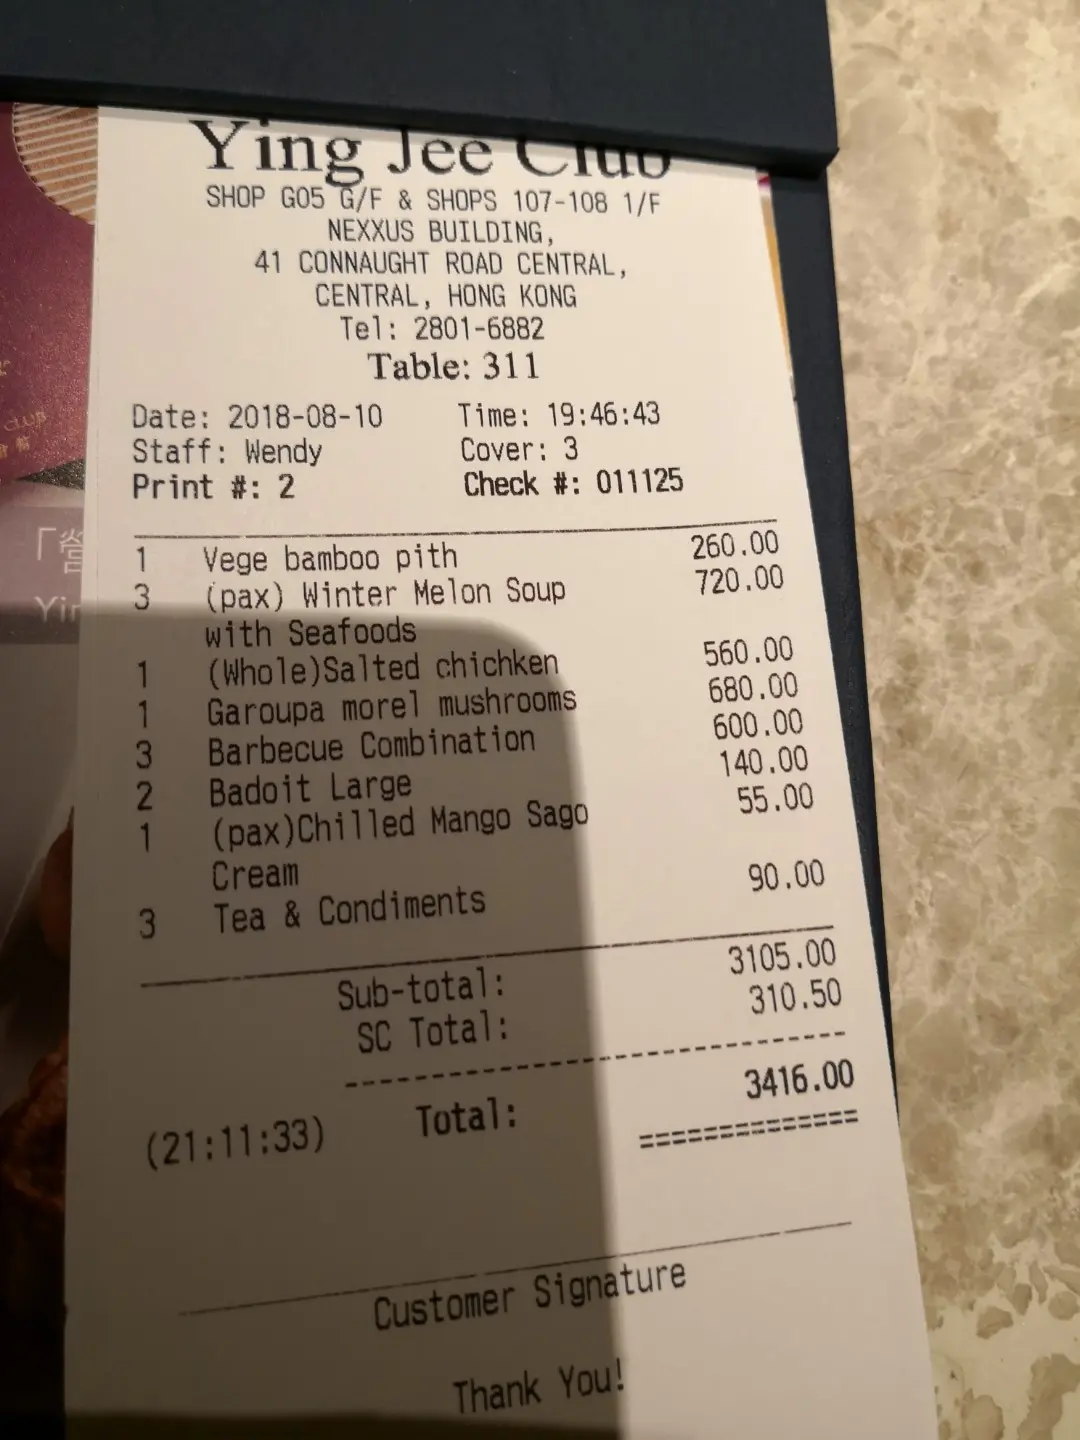 Ying Jee Club
SHOP G05 G/F & SHOPS 107-108 1/F
NEXXUS BUILDING,
41 CONNAUGHT ROAD CENTRAL,
CENTRAL, HONG KONG
Tel: 2801-6882
Table: 311
Date: 2018-08-10 Time: 19:46:43
Staff: Wendy Cover: 3
Print #: 2 Check #: 011125
1 Vege bamboo pith 260.00
3 (pax) Winter Melon Soup 720.00
with Seafoods
1 (Whole)Salted chichken 560.00
1 Garoupa morel mushrooms 680.00
3 Barbecue Combination 600.00
2 Badoit Large 140.00
1 (pax)Chilled Mango Sago 55.00
Cream
3 Tea & Condiments 90.00
Sub-total: 3105.00
SC Total: 310.50
(21:11:33) Total: 3416.00
Customer Signature
Thank You!
CLUB
「營
Yin